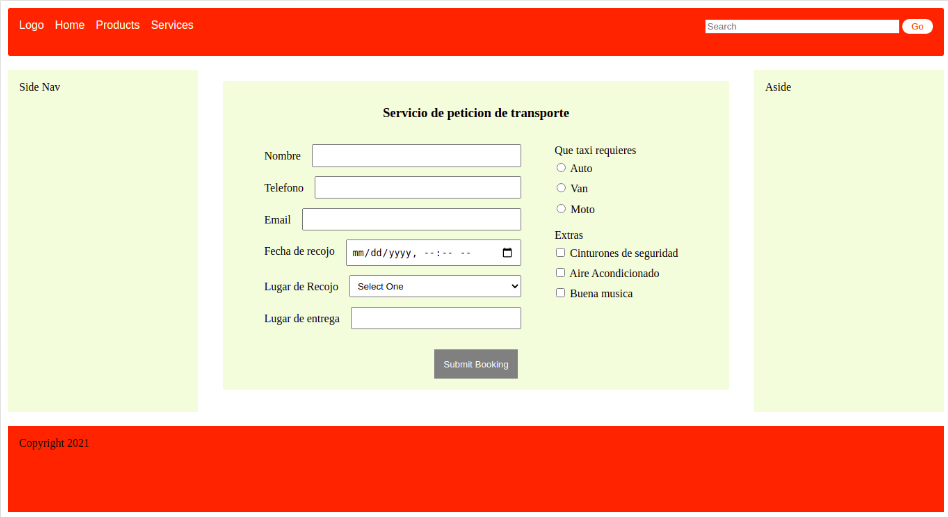 Logo Home Products Services Search Go
Side Nav
Servicio de peticion de transporte
Nombre
Telefono
Email
Fecha de recojo mm/dd/yyyy, --:-- --
Lugar de Recojo Select One
Lugar de entrega
Que taxi requieres
Auto
Van
Moto
Extras
Cinturones de seguridad
Aire Acondicionado
Buena musica
Submit Booking
Aside
Copyright 2021